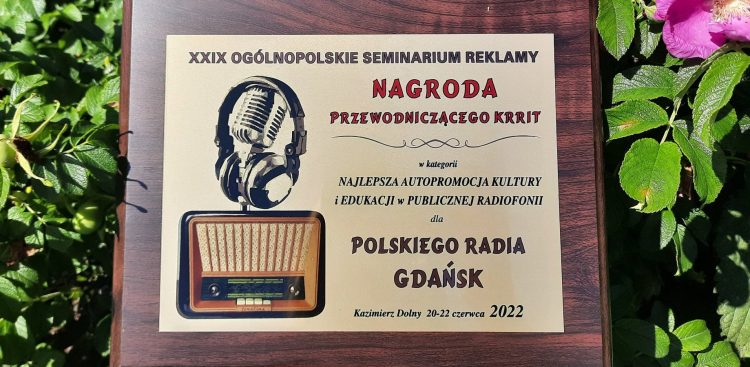 XXIX OGÓLNOPOLSKIE SEMINARIUM REKLAMY
NAGRODA
PRZEWODNICZĄCEGO KRRIT
w kategorii
NAJLEPSZA AUTOPROMOCJA KULTURY
i EDUKACJI w PUBLICZNEJ RADIOFONII
dla
POLSKIEGO RADIA
GDAŃSK
Kazimierz Dolny 20-22 czerwca 2022